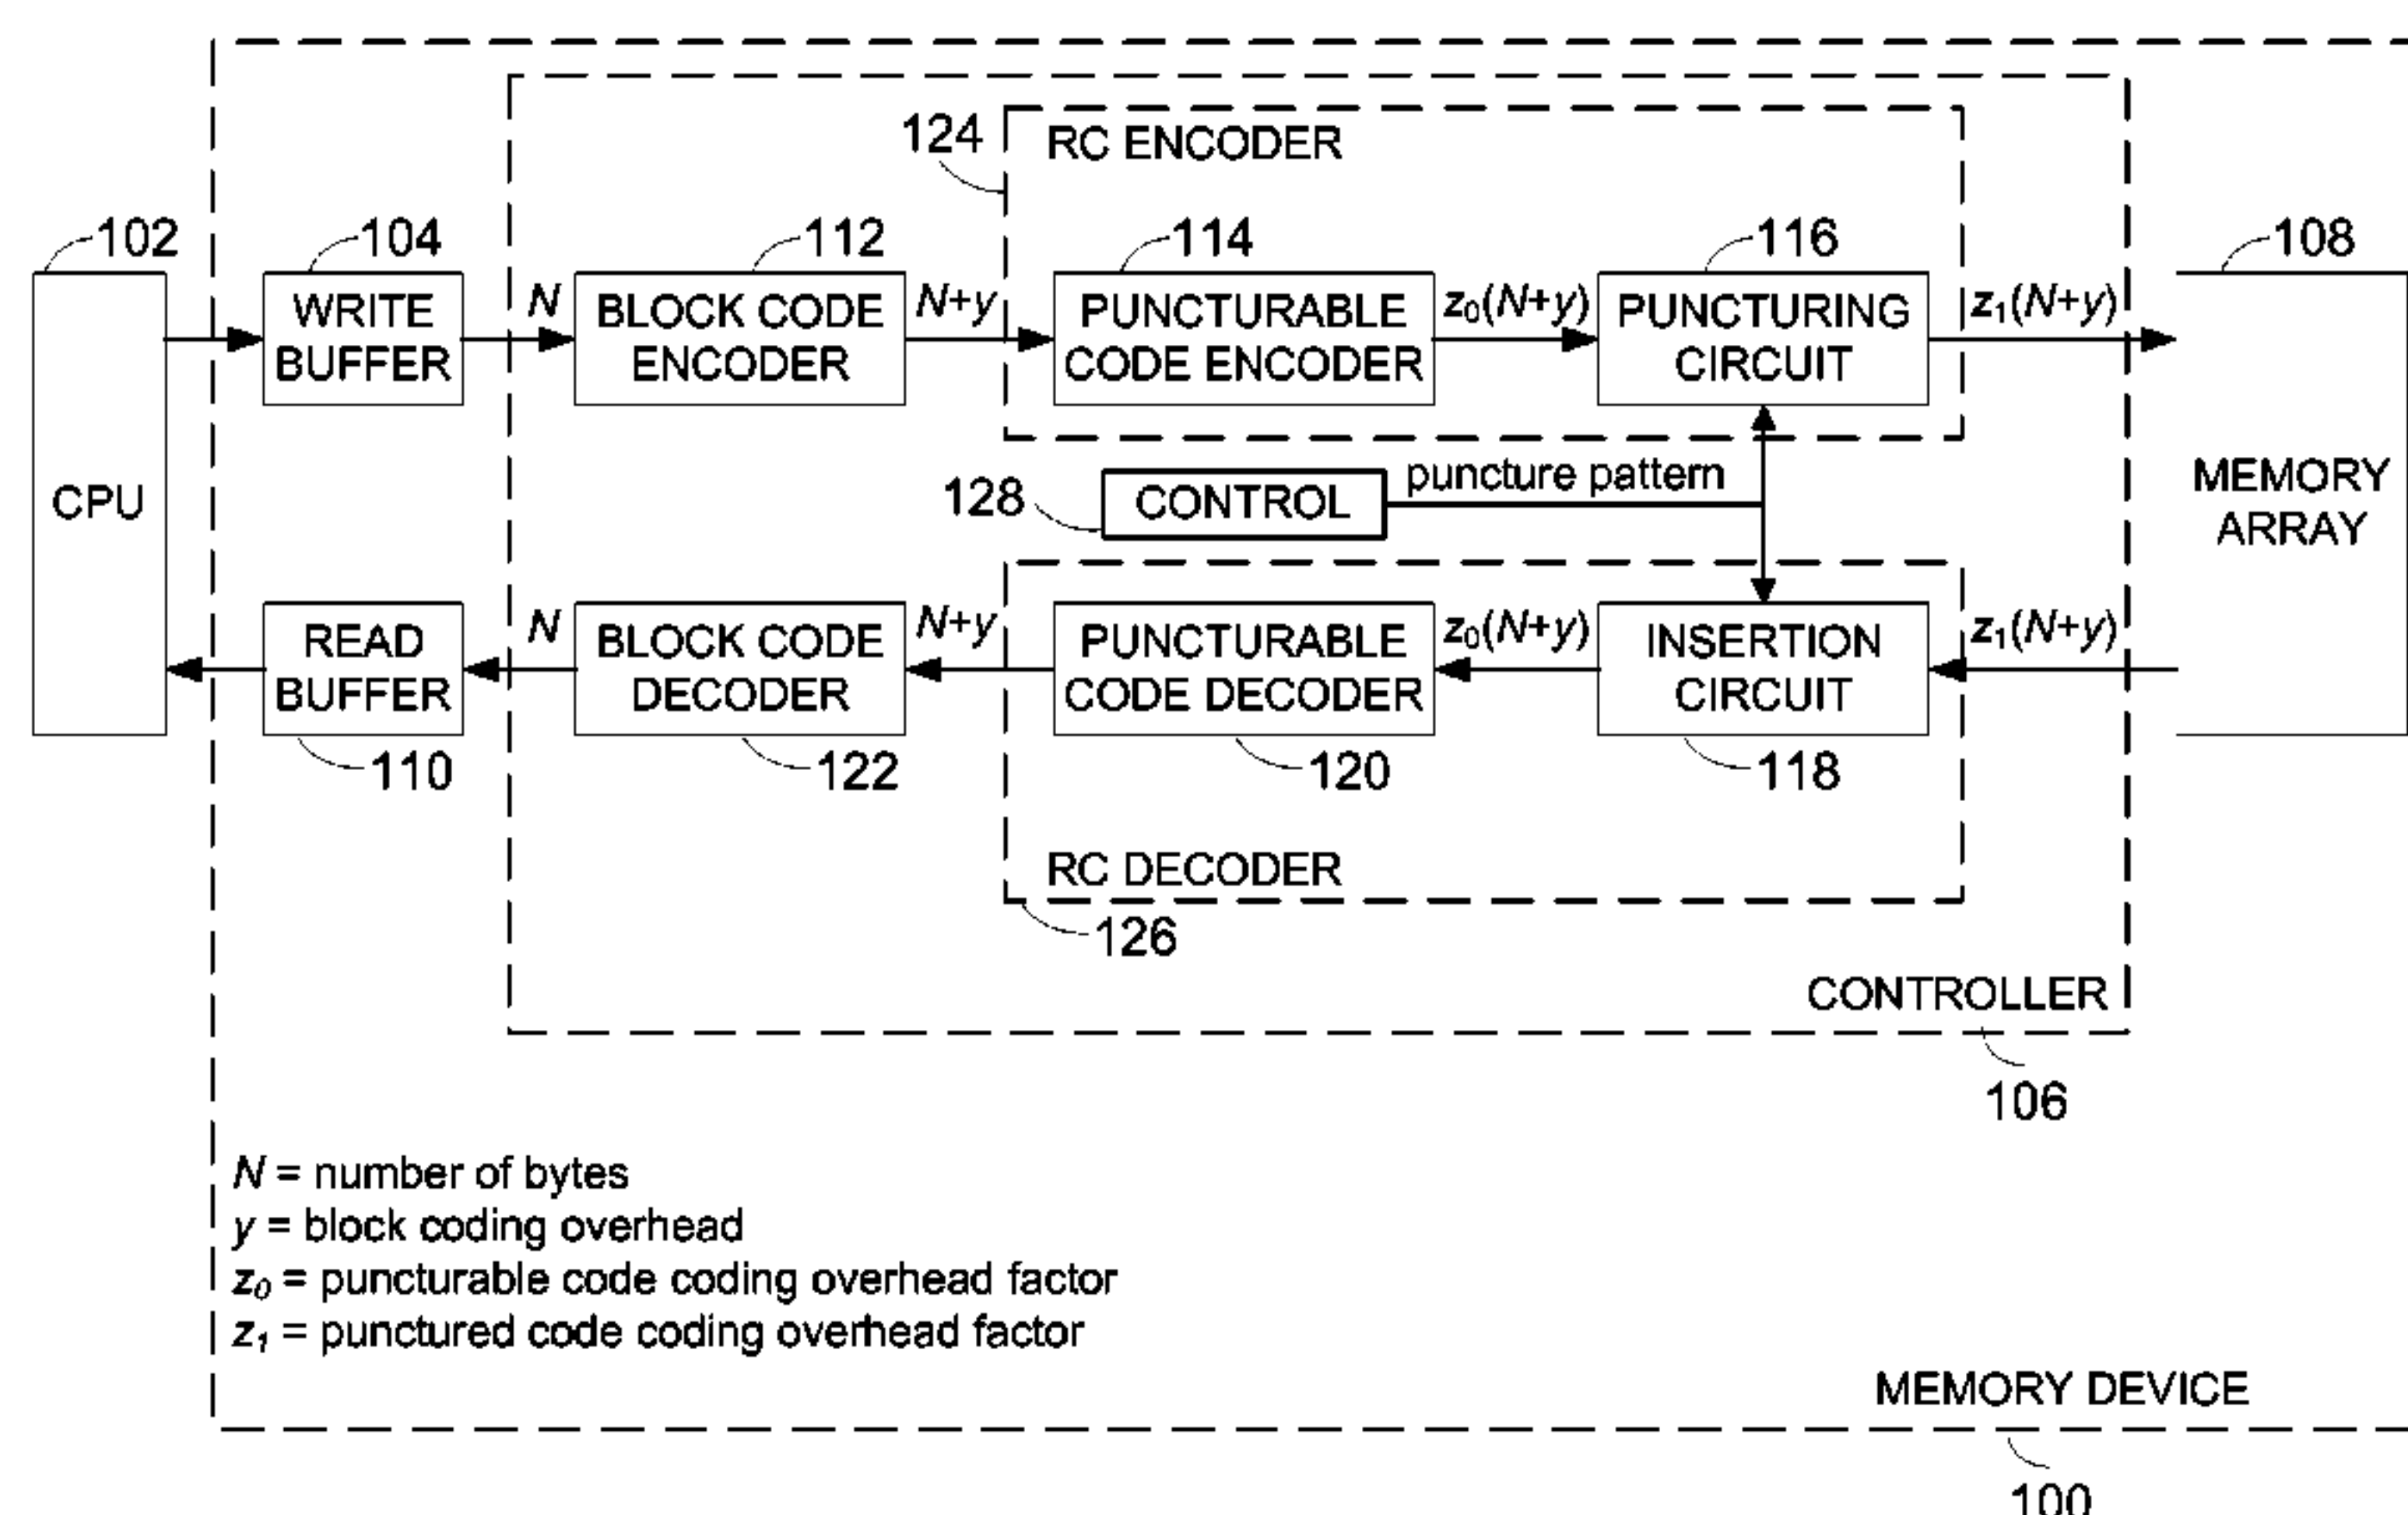 124
RC ENCODER
102
104
112
114
116
108
WRITE
BUFFER
N
BLOCK CODE
ENCODER
N+y
PUNCTURABLE
CODE ENCODER
z₀(N+y)
PUNCTURING
CIRCUIT
z₁(N+y)
CPU
128
CONTROL
puncture pattern
MEMORY
ARRAY
READ
BUFFER
N
BLOCK CODE
DECODER
N+y
PUNCTURABLE
CODE DECODER
z₀(N+y)
INSERTION
CIRCUIT
z₁(N+y)
110
122
120
118
RC DECODER
126
CONTROLLER
106
N = number of bytes
y = block coding overhead
z₀ = puncturable code coding overhead factor
z₁ = punctured code coding overhead factor
MEMORY DEVICE
100